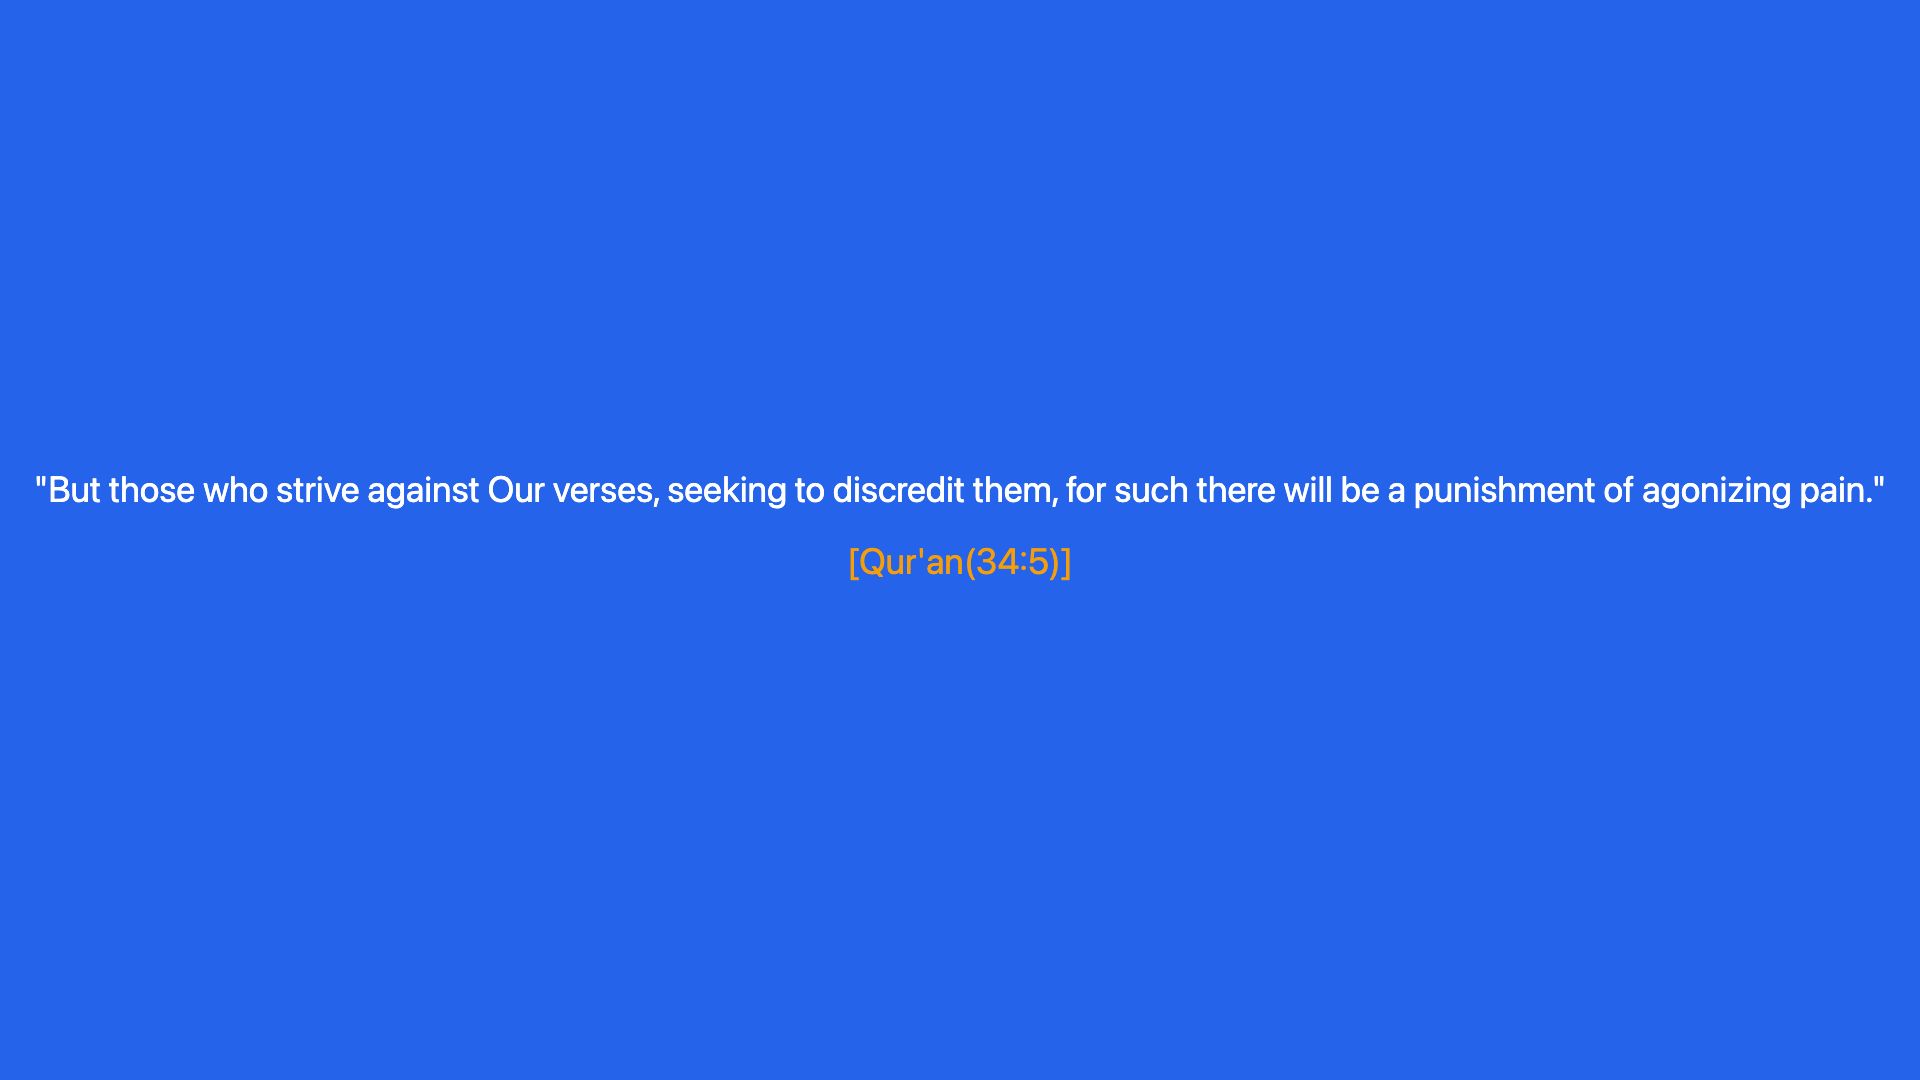 "But those who strive against Our verses, seeking to discredit them, for such there will be a punishment of agonizing pain."
[Qur'an(34:5)]